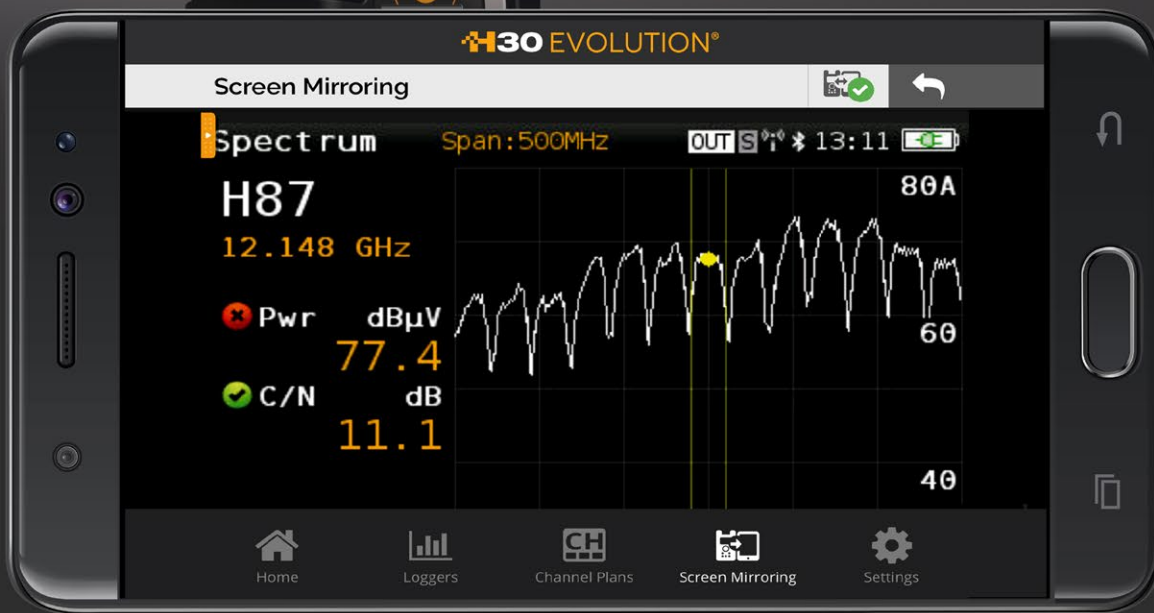 H30 EVOLUTION®
Screen Mirroring
Spectrum Span:500MHz OUT S 13:11
H87
80A
12.148 GHz
Pwr dBµV
60
77.4
C/N dB
11.1
40
CH
Home Loggers Channel Plans Screen Mirroring Settings